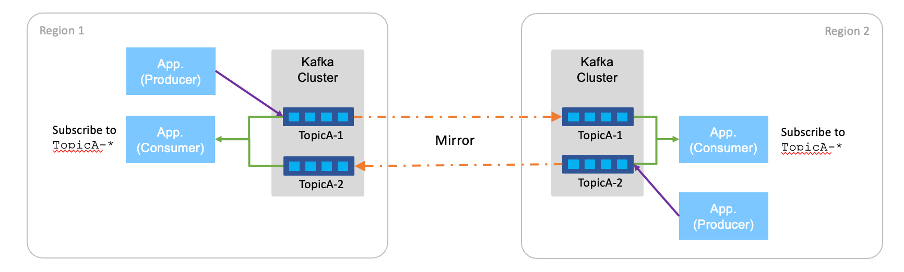 Region 1
App.
(Producer)
Kafka
Cluster
TopicA-1
App.
(Consumer)
Subscribe to
TopicA-*
TopicA-2
Mirror
Region 2
Kafka
Cluster
TopicA-1
App.
(Consumer)
Subscribe to
TopicA-*
TopicA-2
App.
(Producer)